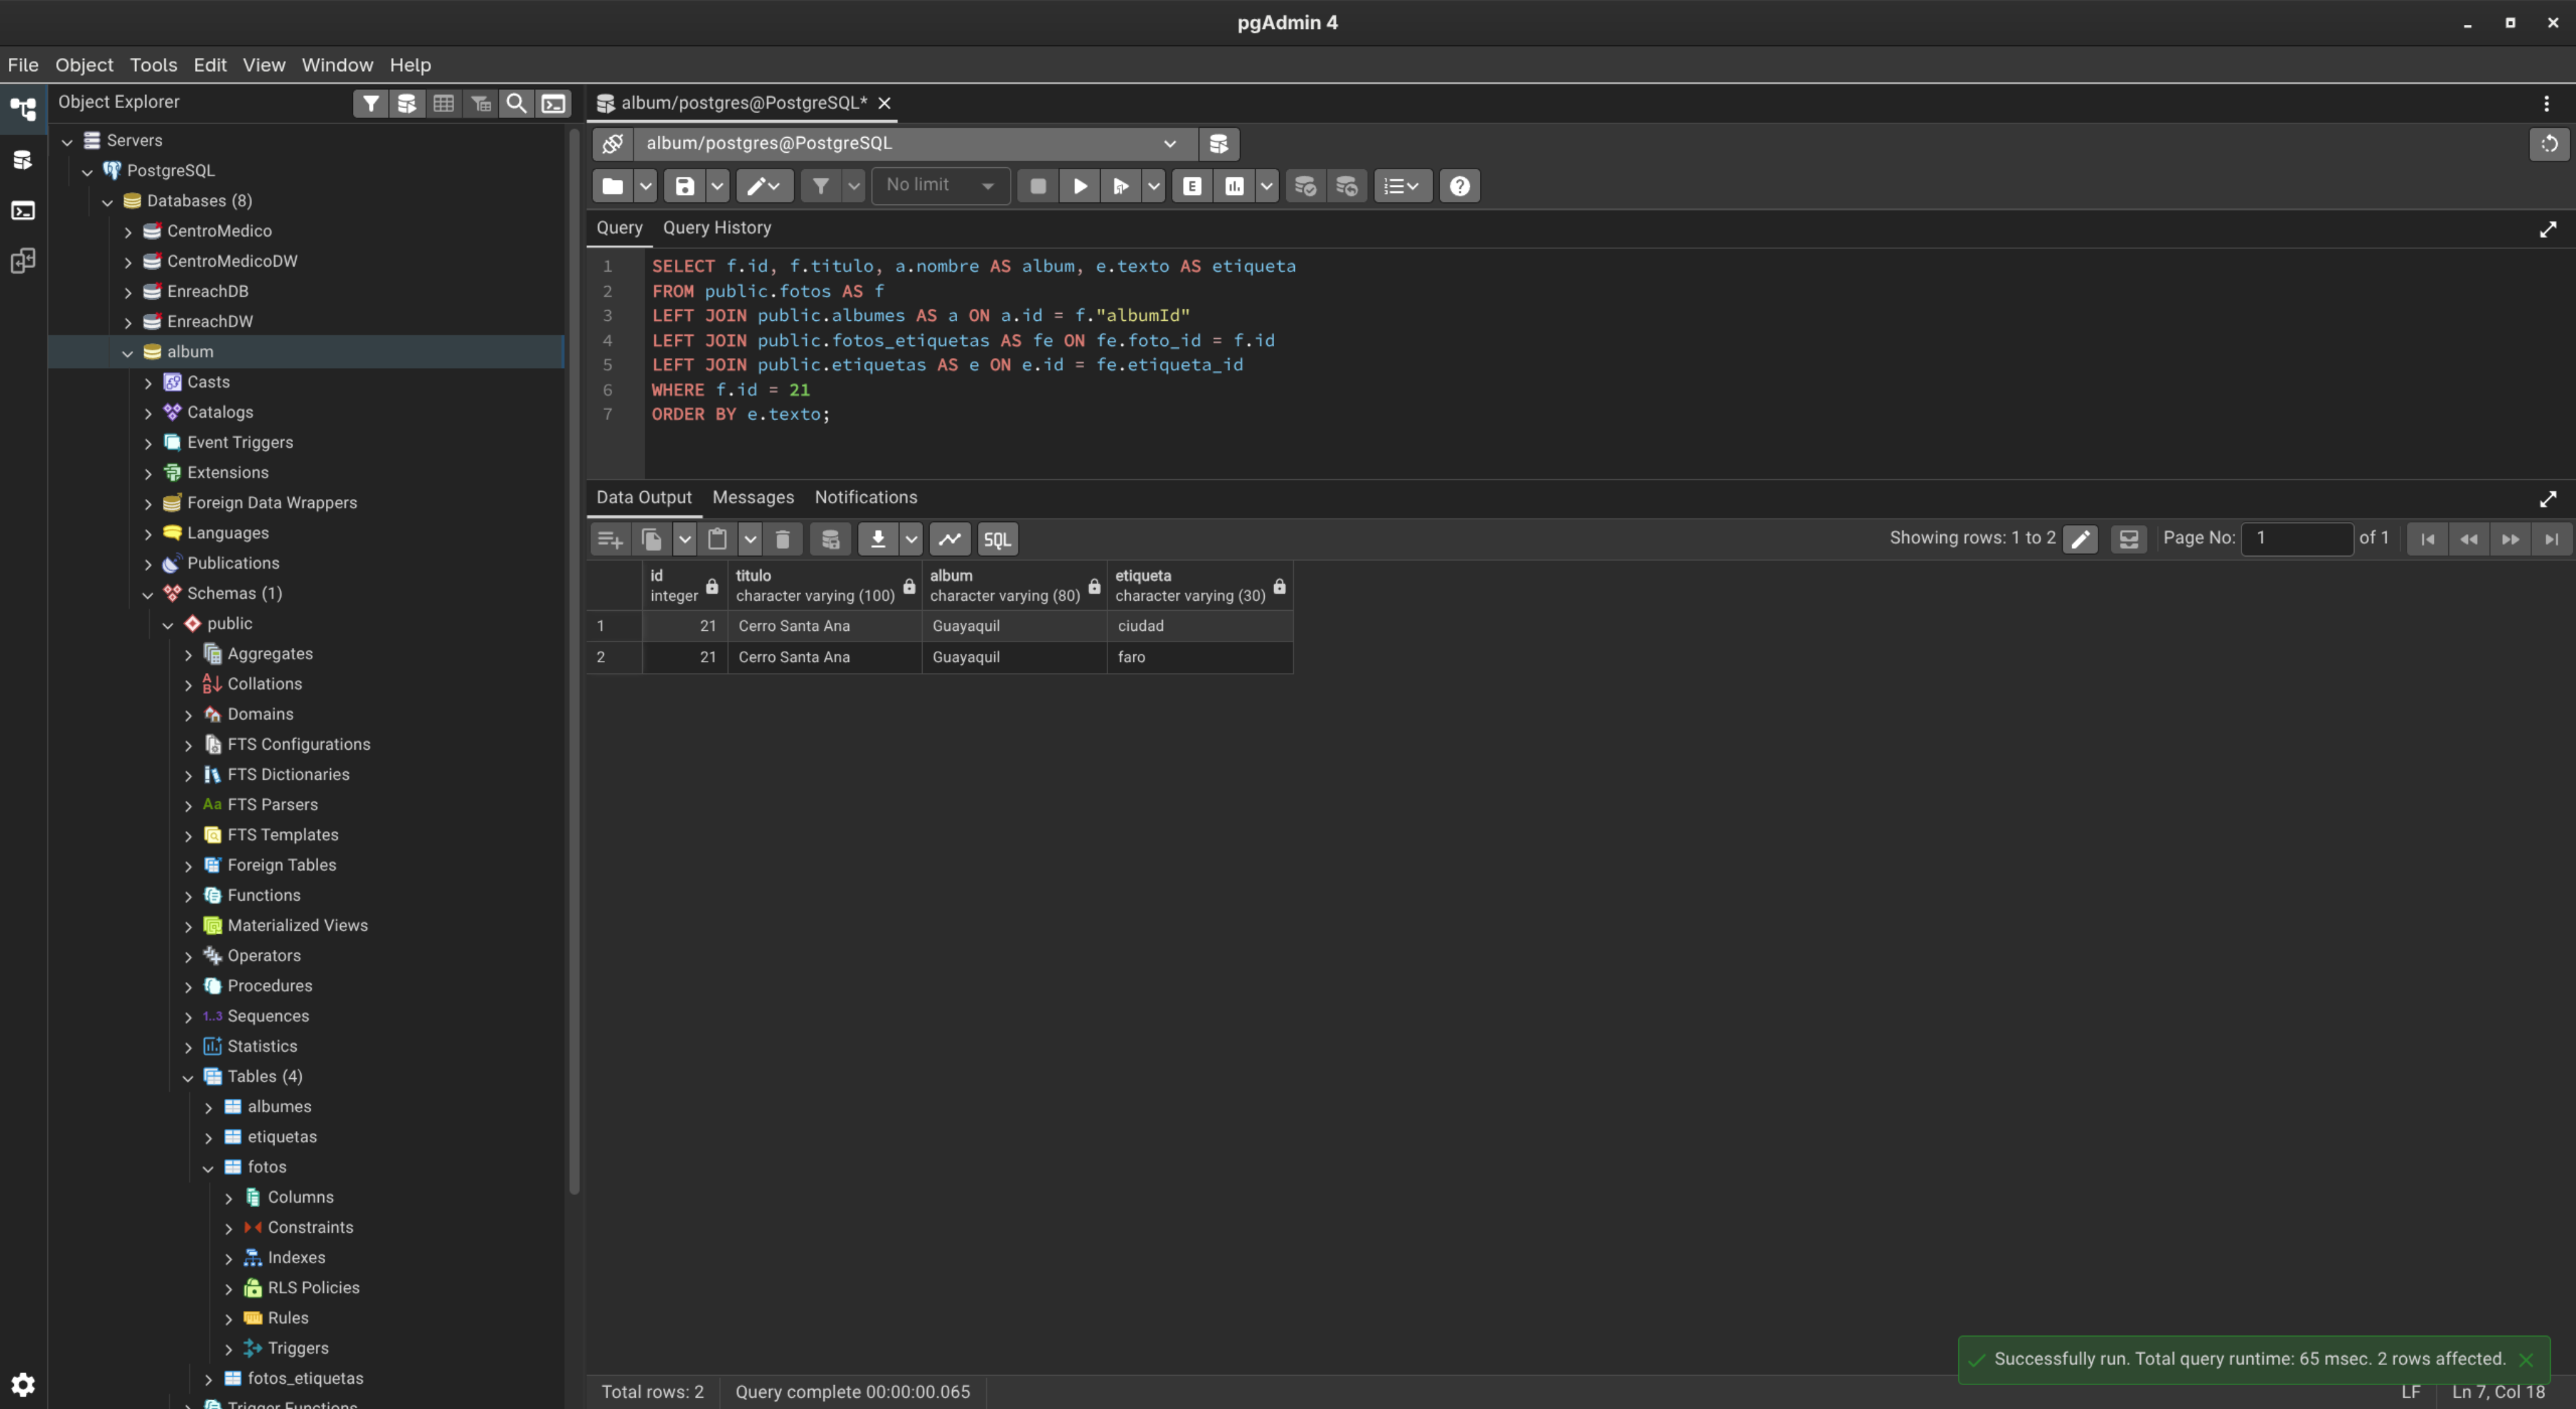 pgAdmin 4
File Object Tools Edit View Window Help
Object Explorer
Servers
PostgreSQL
Databases (8)
CentroMedico
CentroMedicoDW
EnreachDB
EnreachDW
album
Casts
Catalogs
Event Triggers
Extensions
Foreign Data Wrappers
Languages
Publications
Schemas (1)
public
Aggregates
Collations
Domains
FTS Configurations
FTS Dictionaries
Aa FTS Parsers
FTS Templates
Foreign Tables
Functions
Materialized Views
Operators
Procedures
1..3 Sequences
Statistics
Tables (4)
albumes
etiquetas
fotos
Columns
Constraints
Indexes
RLS Policies
Rules
Triggers
fotos_etiquetas
Trigger Functions
album/postgres@PostgreSQL*
album/postgres@PostgreSQL
No limit
E
Query Query History
1 SELECT f.id, f.titulo, a.nombre AS album, e.texto AS etiqueta
2 FROM public.fotos AS f
3 LEFT JOIN public.albumes AS a ON a.id = f."albumId"
4 LEFT JOIN public.fotos_etiquetas AS fe ON fe.foto_id = f.id
5 LEFT JOIN public.etiquetas AS e ON e.id = fe.etiqueta_id
6 WHERE f.id = 21
7 ORDER BY e.texto;
Data Output Messages Notifications
SQL Showing rows: 1 to 2 Page No: 1 of 1
id titulo album etiqueta
integer character varying (100) character varying (80) character varying (30)
1 21 Cerro Santa Ana Guayaquil ciudad
2 21 Cerro Santa Ana Guayaquil faro
Successfully run. Total query runtime: 65 msec. 2 rows affected.
Total rows: 2 Query complete 00:00:00.065 LF Ln 7, Col 18